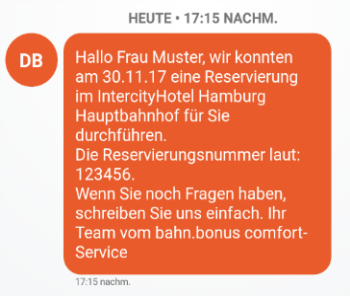 HEUTE • 17:15 NACHM.
DB
Hallo Frau Muster, wir konnten
am 30.11.17 eine Reservierung
im IntercityHotel Hamburg
Hauptbahnhof für Sie
durchführen.
Die Reservierungsnummer laut:
123456.
Wenn Sie noch Fragen haben,
schreiben Sie uns einfach. Ihr
Team vom bahn.bonus comfort-
Service
17:15 nachm.